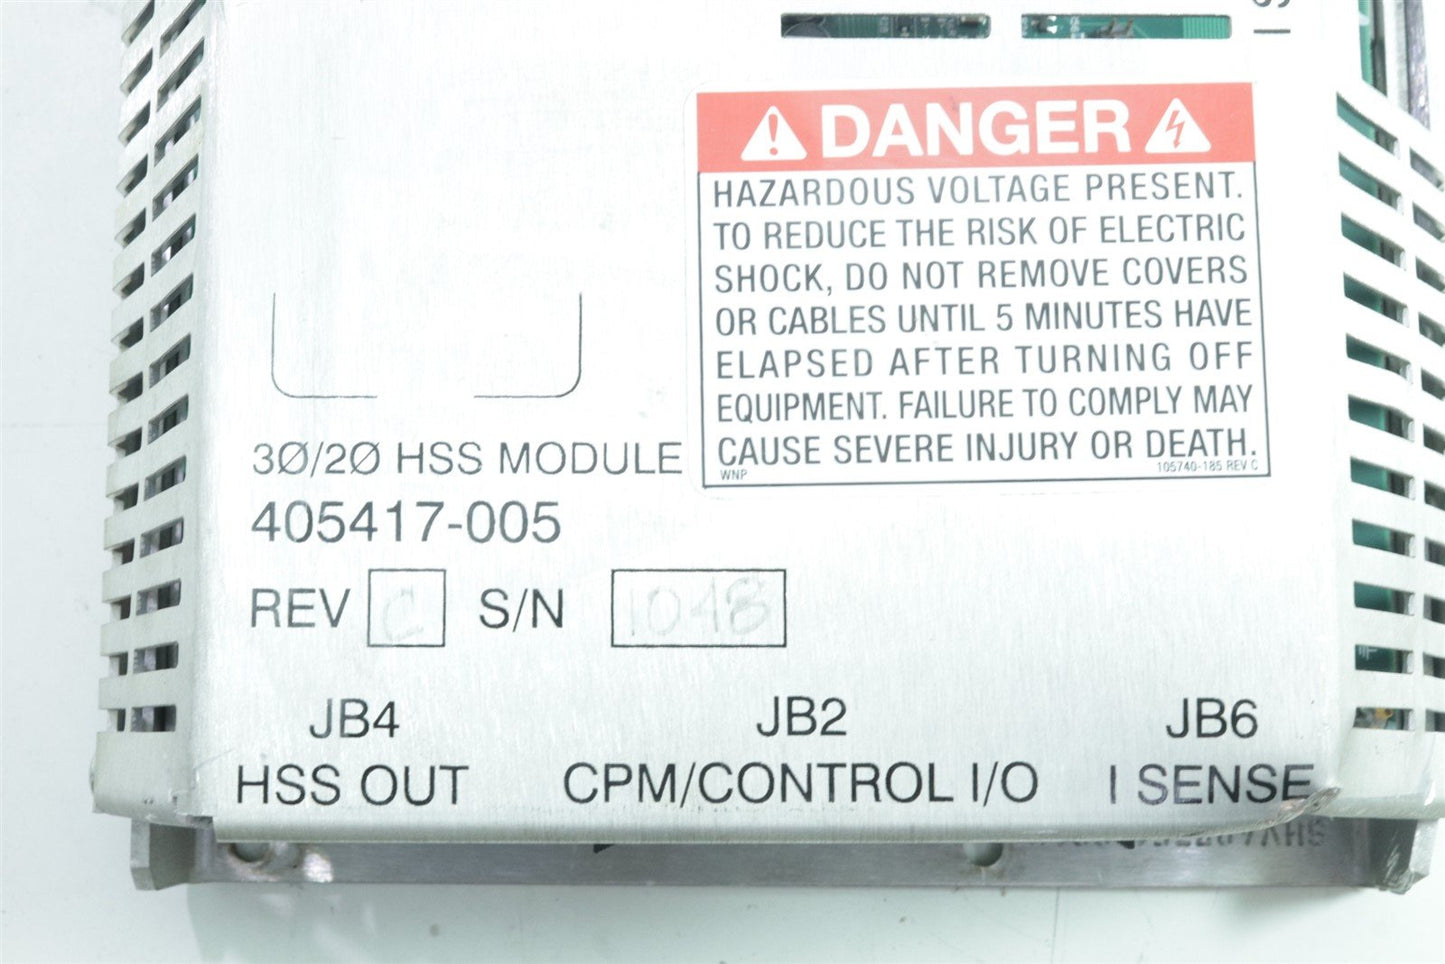 I S
DANGER
HAZARDOUS VOLTAGE PRESENT.
TO REDUCE THE RISK OF ELECTRIC
SHOCK, DO NOT REMOVE COVERS
OR CABLES UNTIL 5 MINUTES HAVE
ELAPSED AFTER TURNING OFF
EQUIPMENT. FAILURE TO COMPLY MAY
CAUSE SEVERE INJURY OR DEATH.
WNP 105740-185 REV C
3Ø/2Ø HSS MODULE
405417-005
REV C S/N 1048
JB4 JB2 JB6
HSS OUT CPM/CONTROL I/O I SENSE